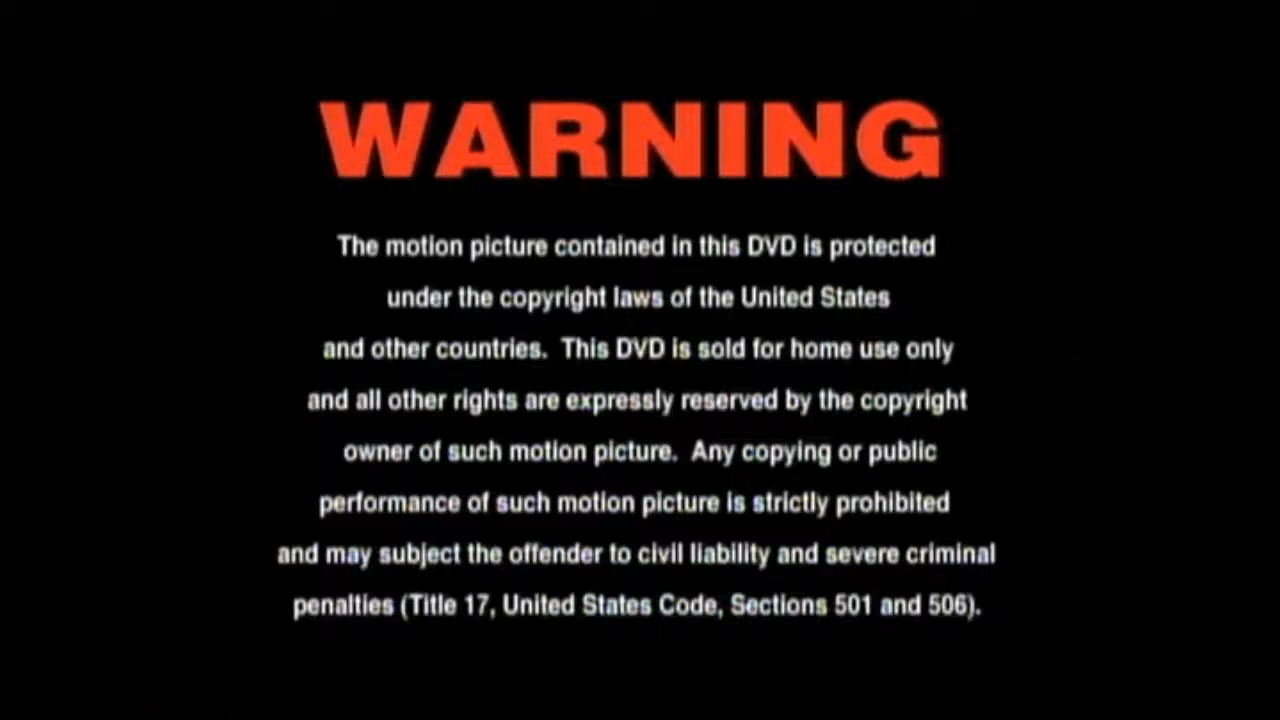 WARNING
The motion picture contained in this DVD is protected
under the copyright laws of the United States
and other countries.  This DVD is sold for home use only
and all other rights are expressly reserved by the copyright
owner of such motion picture.  Any copying or public
performance of such motion picture is strictly prohibited
and may subject the offender to civil liability and severe criminal
penalties (Title 17, United States Code, Sections 501 and 506).